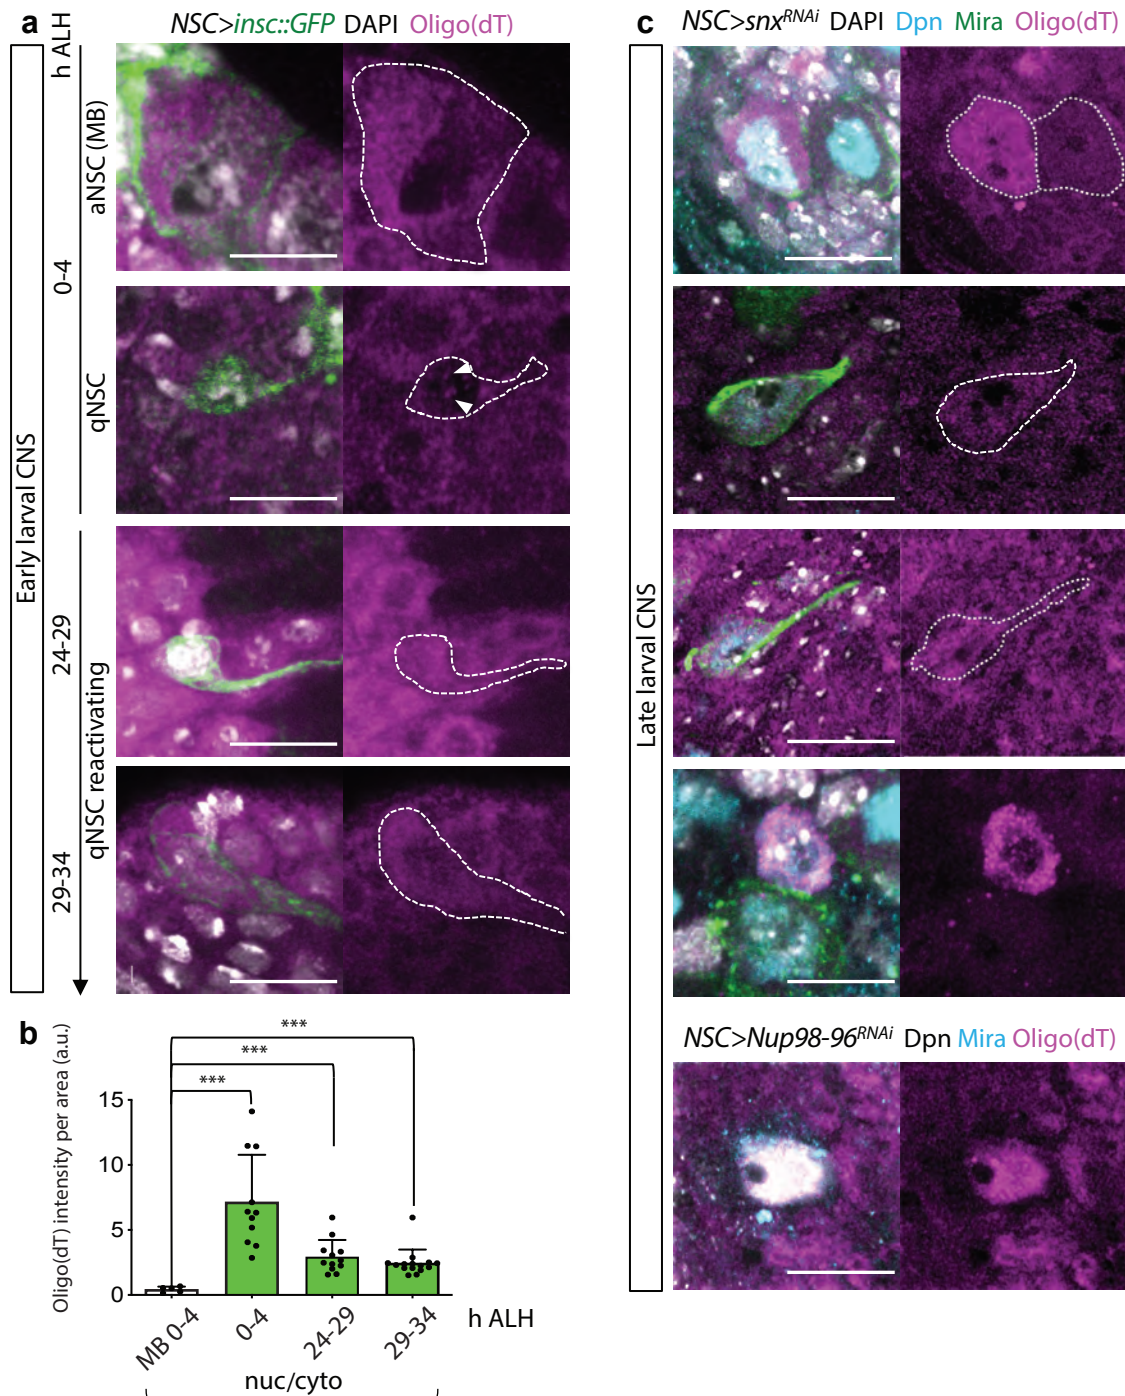 a
NSC>insc::GFP DAPI Oligo(dT)
h ALH
Early larval CNS
0-4
aNSC (MB)
qNSC
24-29
29-34
qNSC reactivating
b
Oligo(dT) intensity per area (a.u.)
***
***
***
15
10
5
0
MB 0-4
0-4
24-29
29-34
h ALH
nuc/cyto
c
NSC>snxRNAi DAPI Dpn Mira Oligo(dT)
Late larval CNS
NSC>Nup98-96RNAi Dpn Mira Oligo(dT)